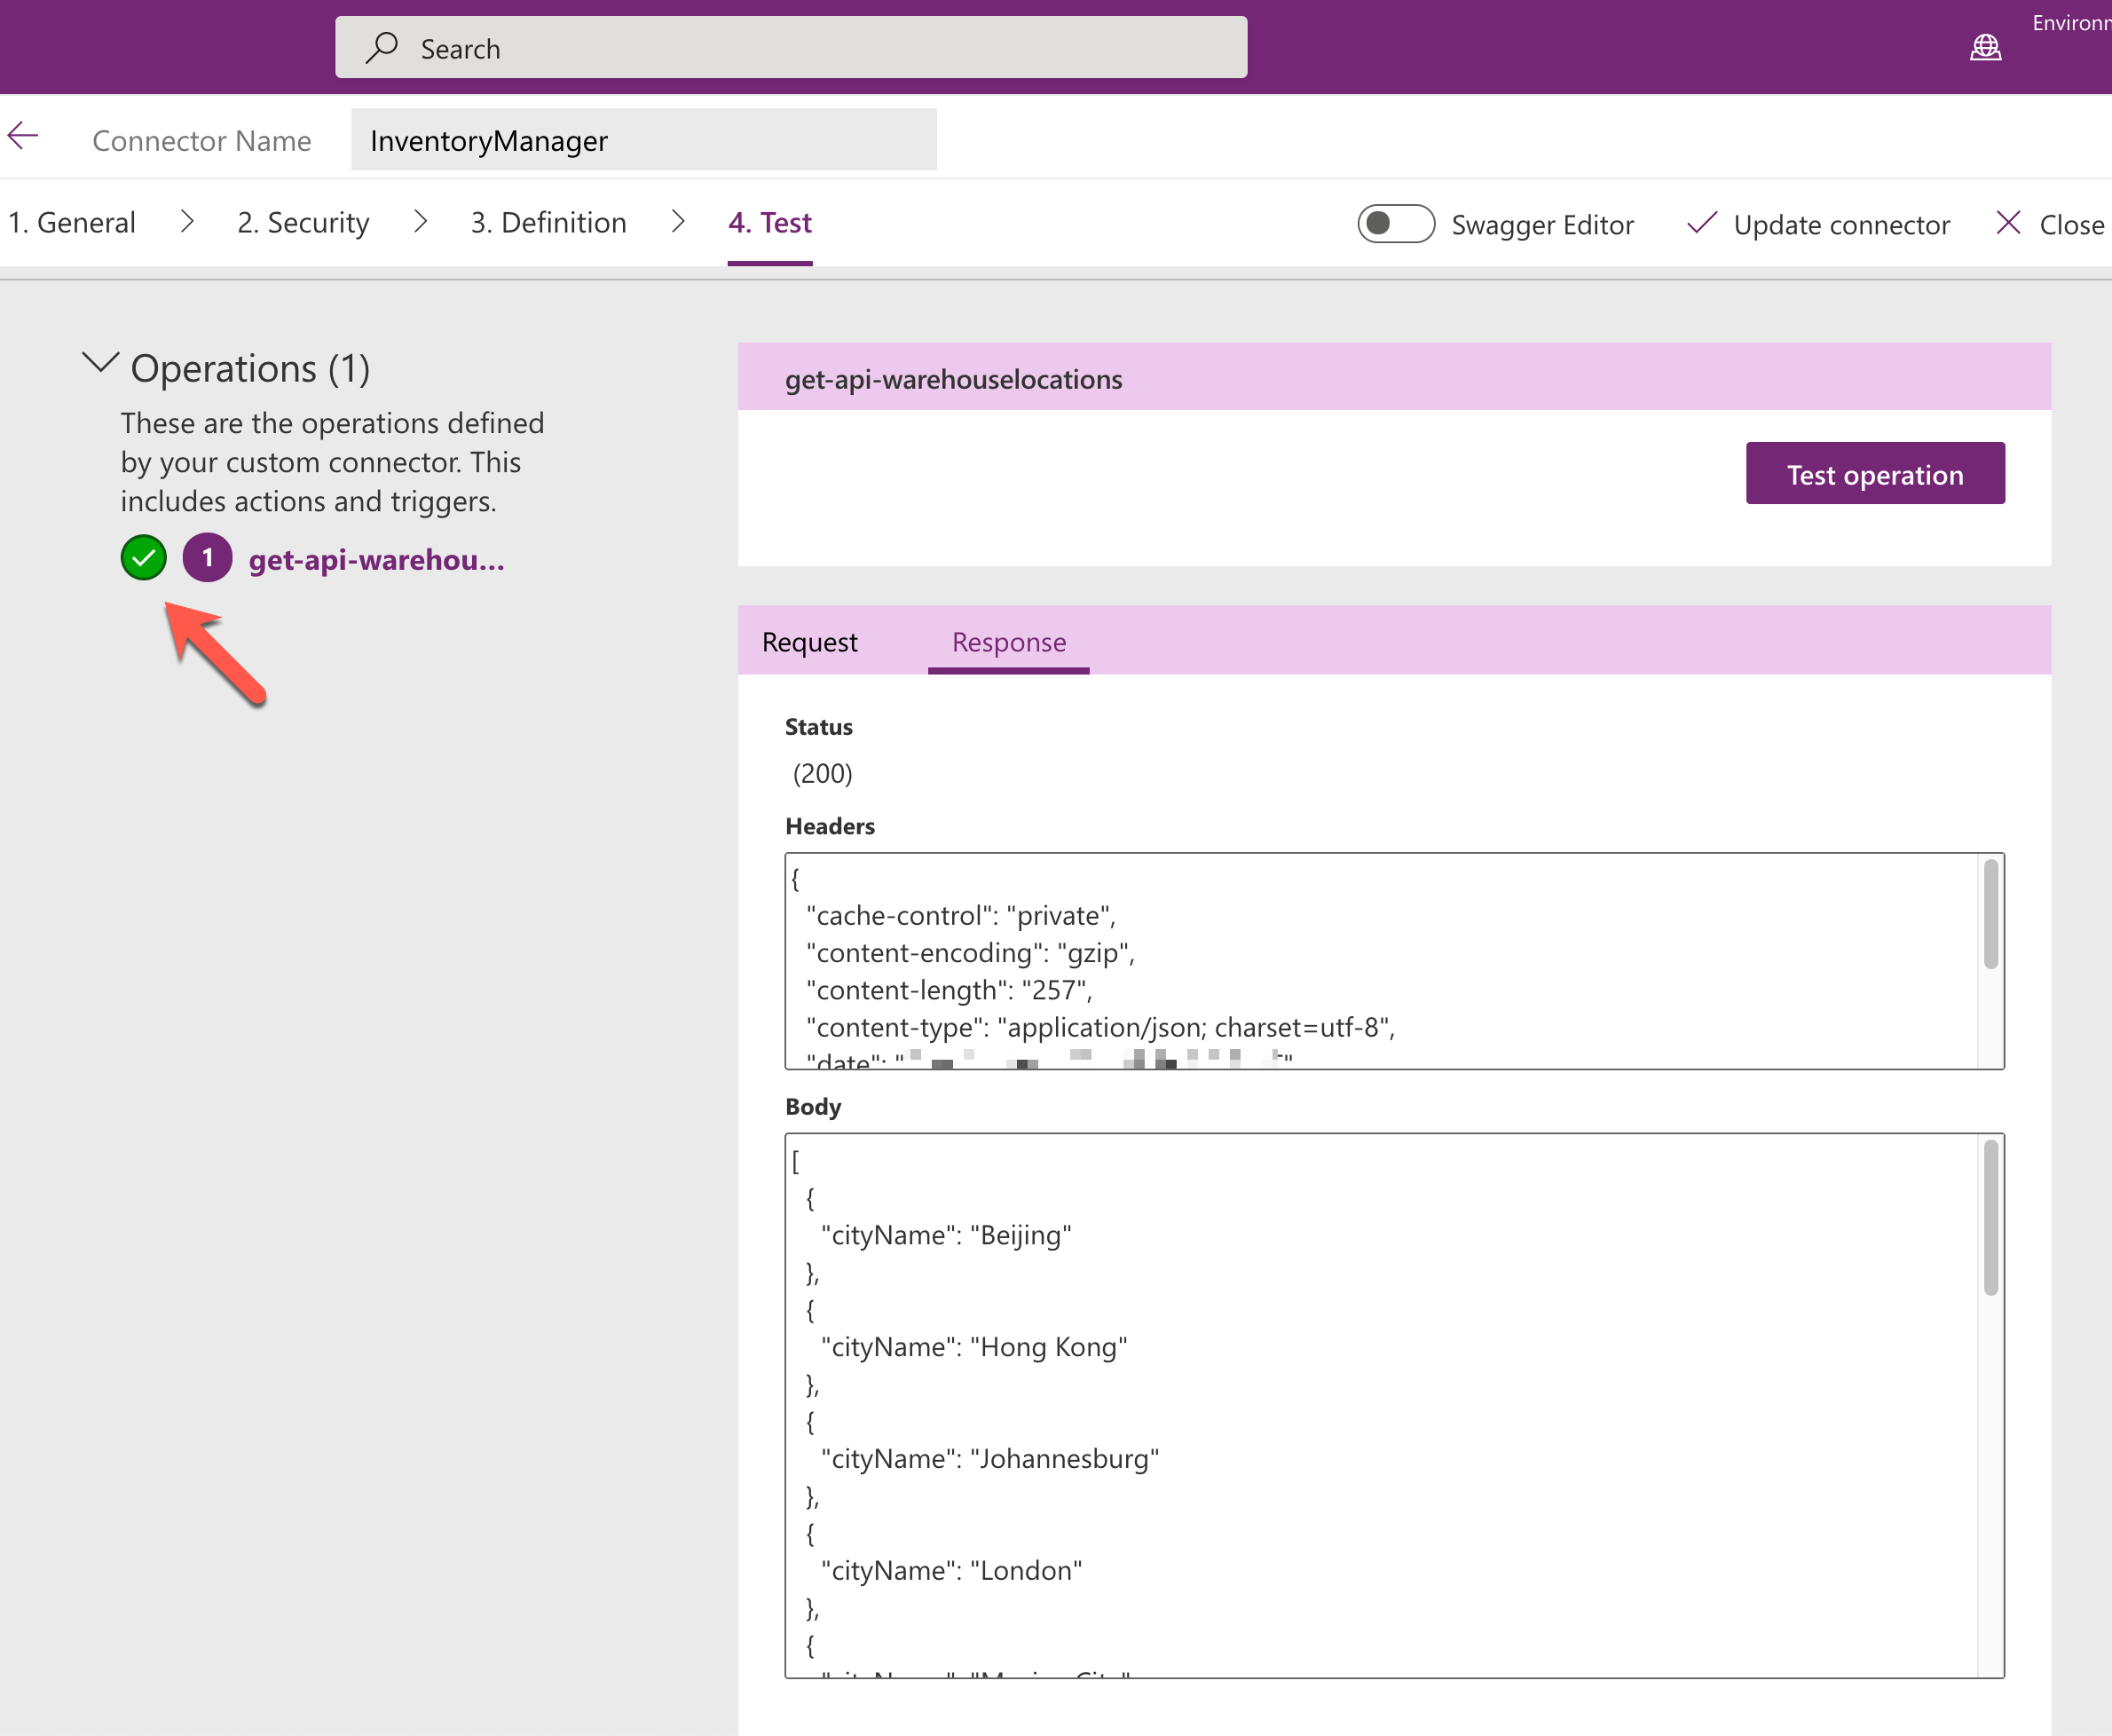 Search
Environ
Connector Name
InventoryManager
1. General
2. Security
3. Definition
4. Test
Swagger Editor
Update connector
Close
Operations (1)
These are the operations defined
by your custom connector. This
includes actions and triggers.
1
get-api-warehou...
get-api-warehouselocations
Test operation
Request
Response
Status
(200)
Headers
{
"cache-control": "private",
"content-encoding": "gzip",
"content-length": "257",
"content-type": "application/json; charset=utf-8",
"date": "
Body
[
{
"cityName": "Beijing"
},
{
"cityName": "Hong Kong"
},
{
"cityName": "Johannesburg"
},
{
"cityName": "London"
},
{